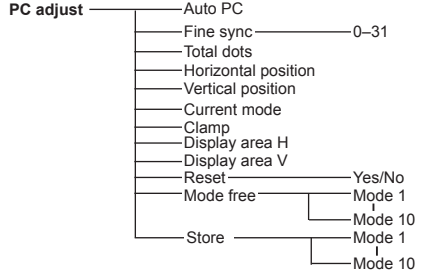 PC adjust Auto PC
Fine sync 0–31
Total dots
Horizontal position
Vertical position
Current mode
Clamp
Display area H
Display area V
Reset Yes/No
Mode free Mode 1
Mode 10
Store Mode 1
Mode 10